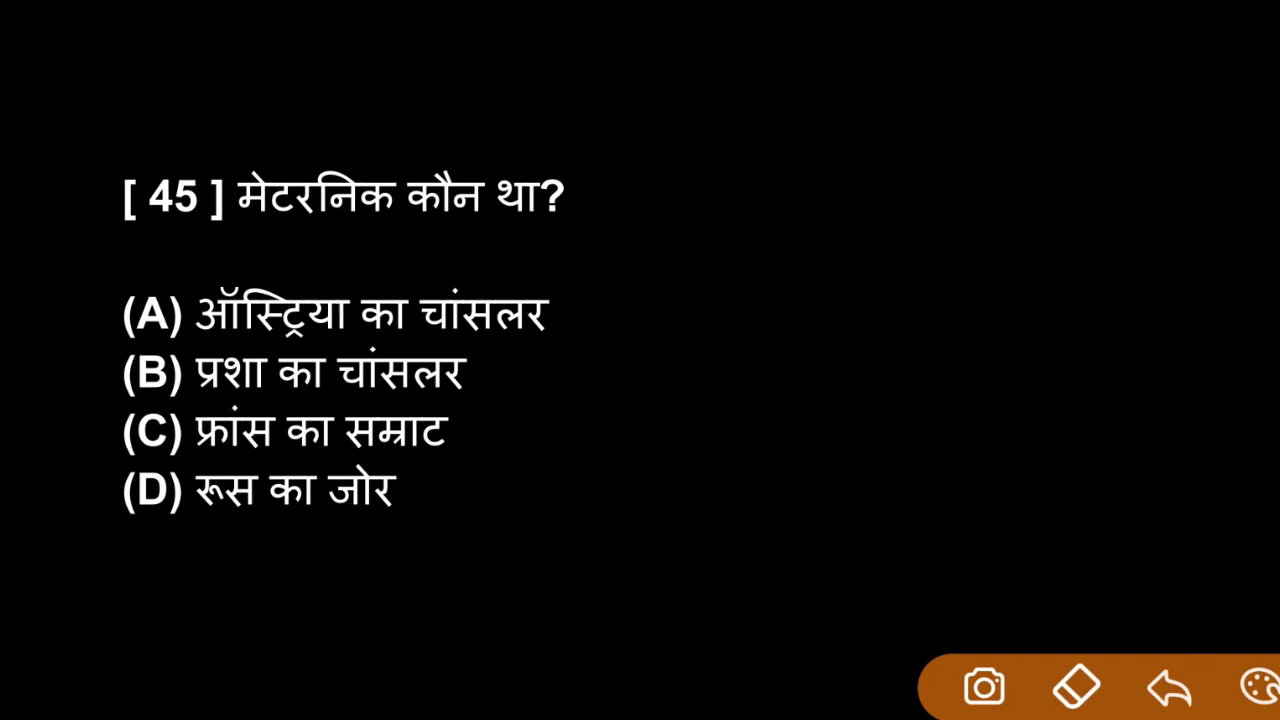 [ 45 ] मेटरनिक कौन था?
(A) ऑस्ट्रिया का चांसलर
(B) प्रशा का चांसलर
(C) फ्रांस का सम्राट
(D) रूस का जोर